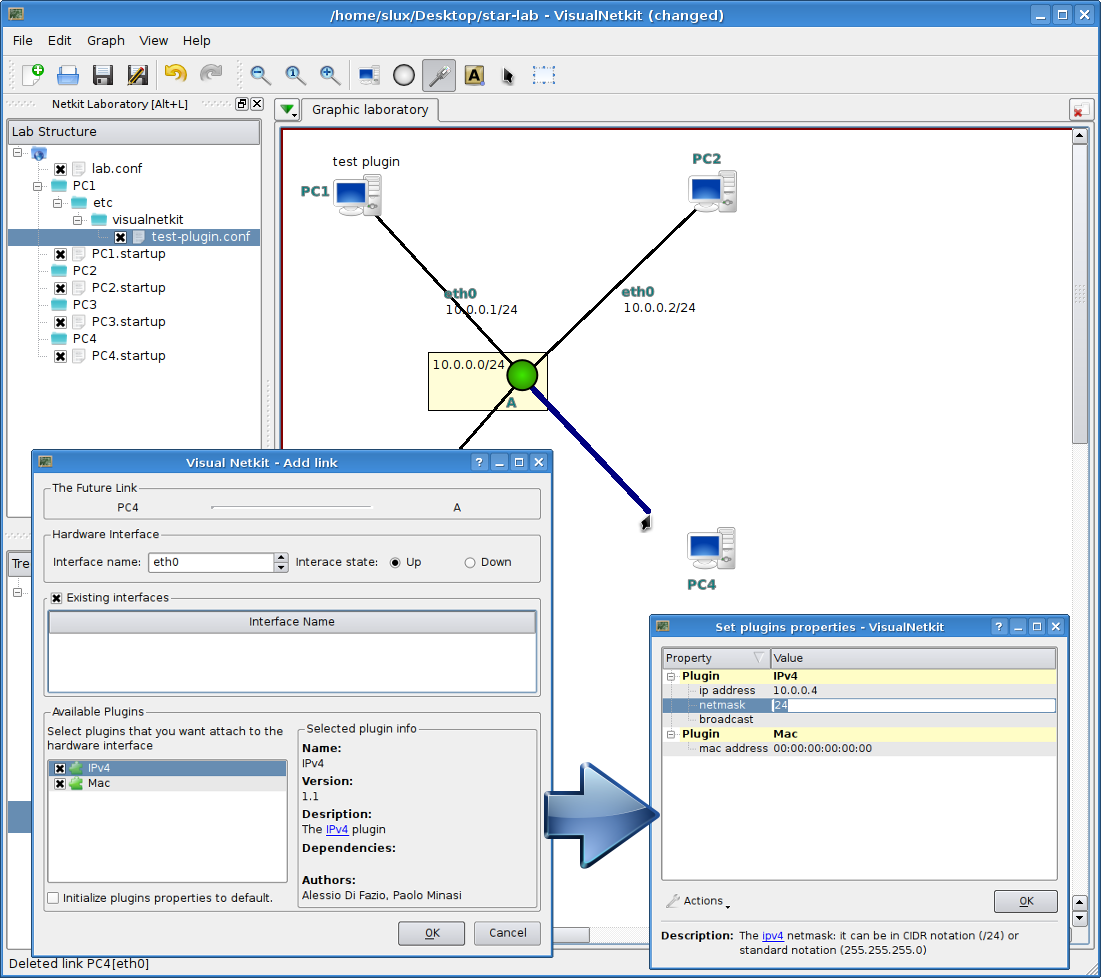 /home/slux/Desktop/star-lab - VisualNetkit (changed)
File Edit Graph View Help
Netkit Laboratory [Alt+L]
Graphic laboratory
Lab Structure
lab.conf
PC1
etc
visualnetkit
test-plugin.conf
PC1.startup
PC2
PC2.startup
PC3
PC3.startup
PC4
PC4.startup
Tre
test plugin
PC1
PC2
eth0
10.0.0.1/24
eth0
10.0.0.2/24
10.0.0.0/24
A
PC4
Visual Netkit - Add link
The Future Link
PC4 A
Hardware Interface
Interface name: eth0 Interace state: Up Down
Existing interfaces
Interface Name
Available Plugins
Select plugins that you want attach to the
hardware interface
IPv4
Mac
Initialize plugins properties to default.
Selected plugin info
Name:
IPv4
Version:
1.1
Desription:
The IPv4 plugin
Dependencies:
Authors:
Alessio Di Fazio, Paolo Minasi
OK Cancel
Set plugins properties - VisualNetkit
Property Value
Plugin IPv4
ip address 10.0.0.4
netmask 24
broadcast
Plugin Mac
mac address 00:00:00:00:00:00
Actions OK
Description: The ipv4 netmask: it can be in CIDR notation (/24) or
standard notation (255.255.255.0)
Deleted link PC4[eth0]